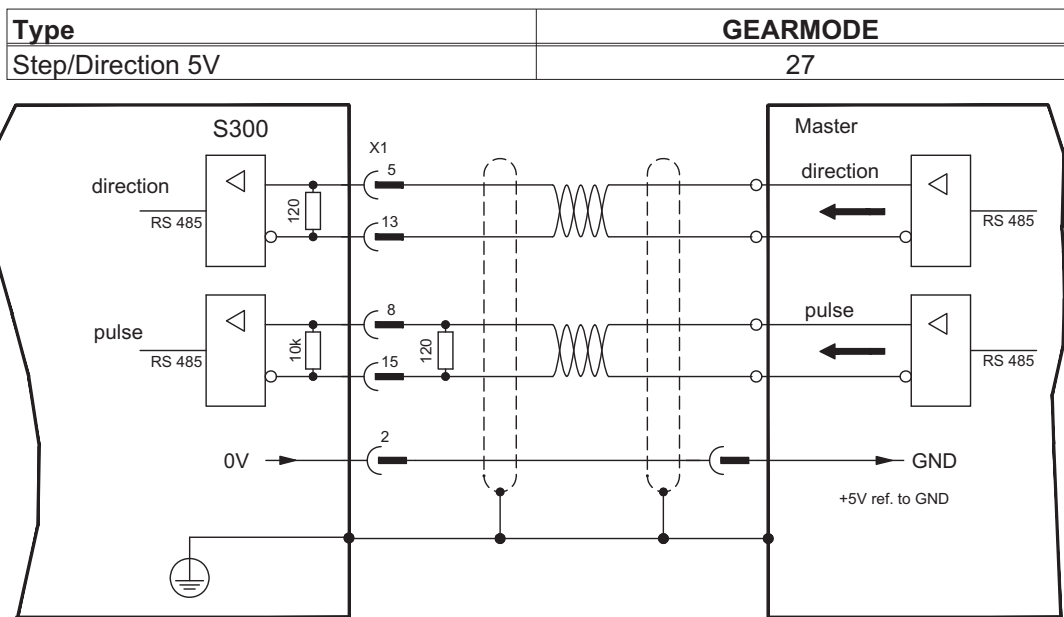 Type GEARMODE
Step/Direction 5V 27
S300
Master
X1
direction
RS 485
120
5
13
direction
RS 485
pulse
RS 485
10k
8
15
120
pulse
RS 485
0V
2
GND
+5V ref. to GND